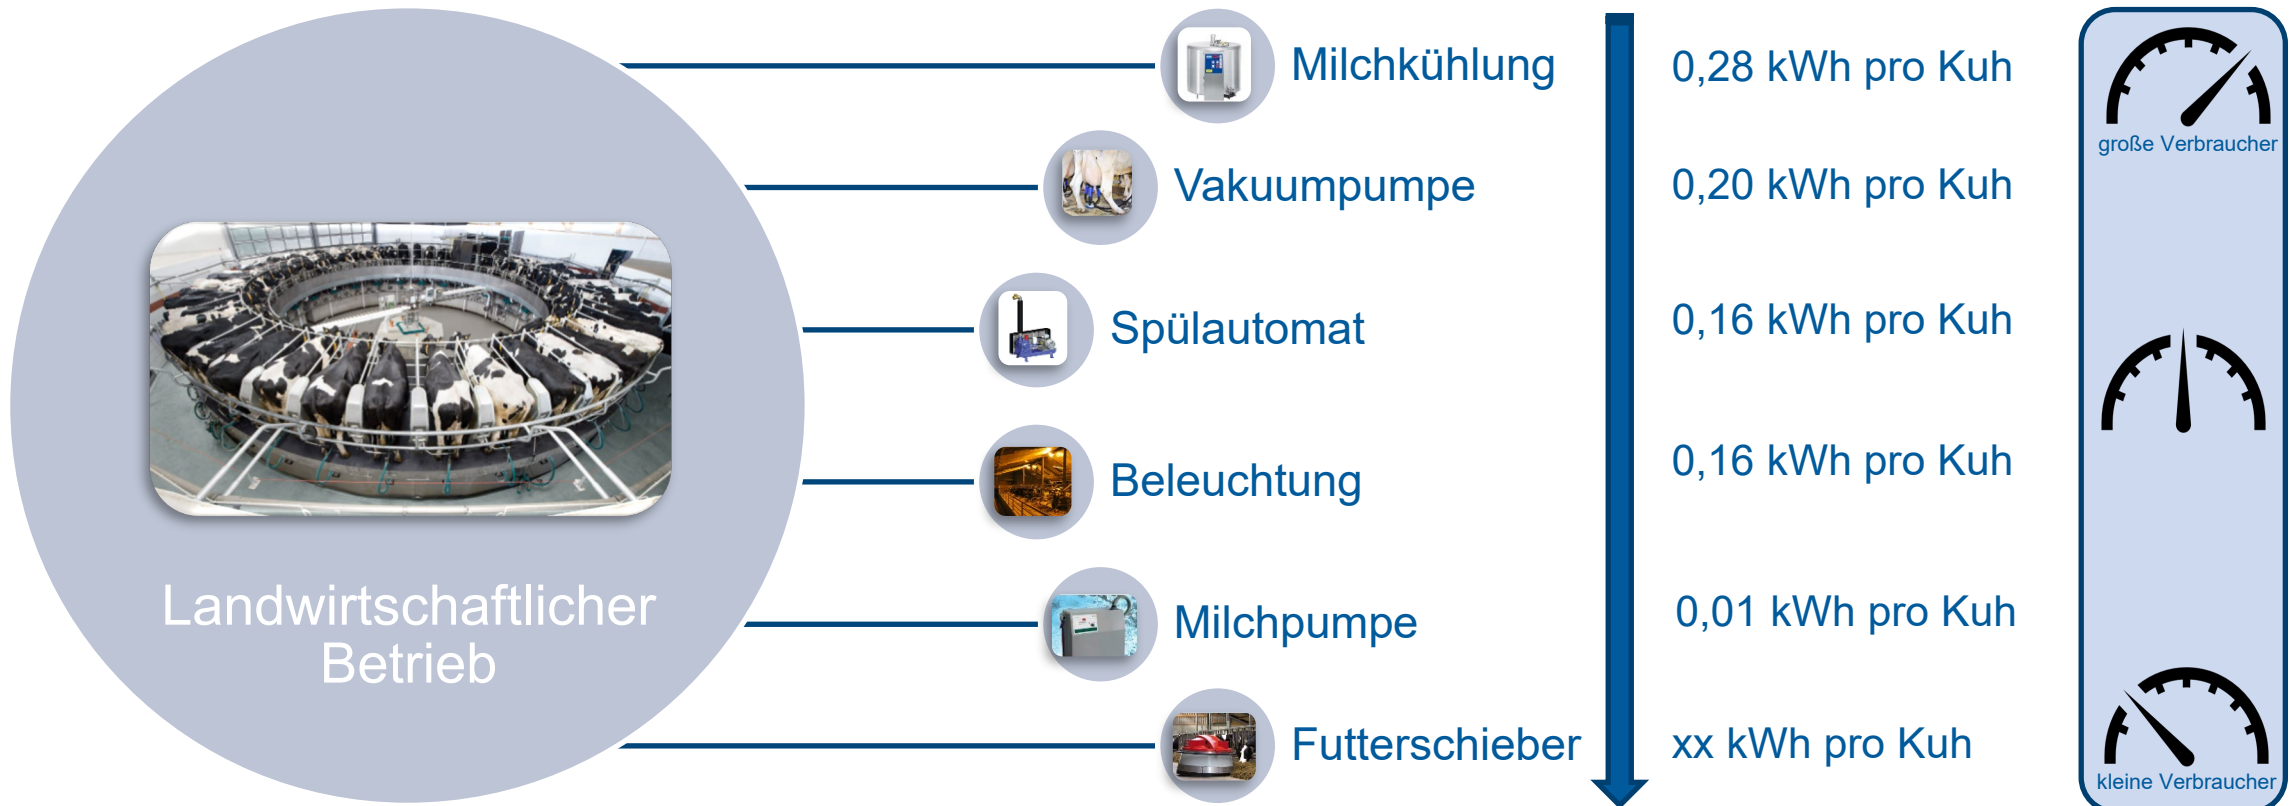 Landwirtschaftlicher
Betrieb
Milchkühlung
0,28 kWh pro Kuh
Vakuumpumpe
0,20 kWh pro Kuh
Spülautomat
0,16 kWh pro Kuh
Beleuchtung
0,16 kWh pro Kuh
Milchpumpe
0,01 kWh pro Kuh
Futterschieber
xx kWh pro Kuh
große Verbraucher
kleine Verbraucher